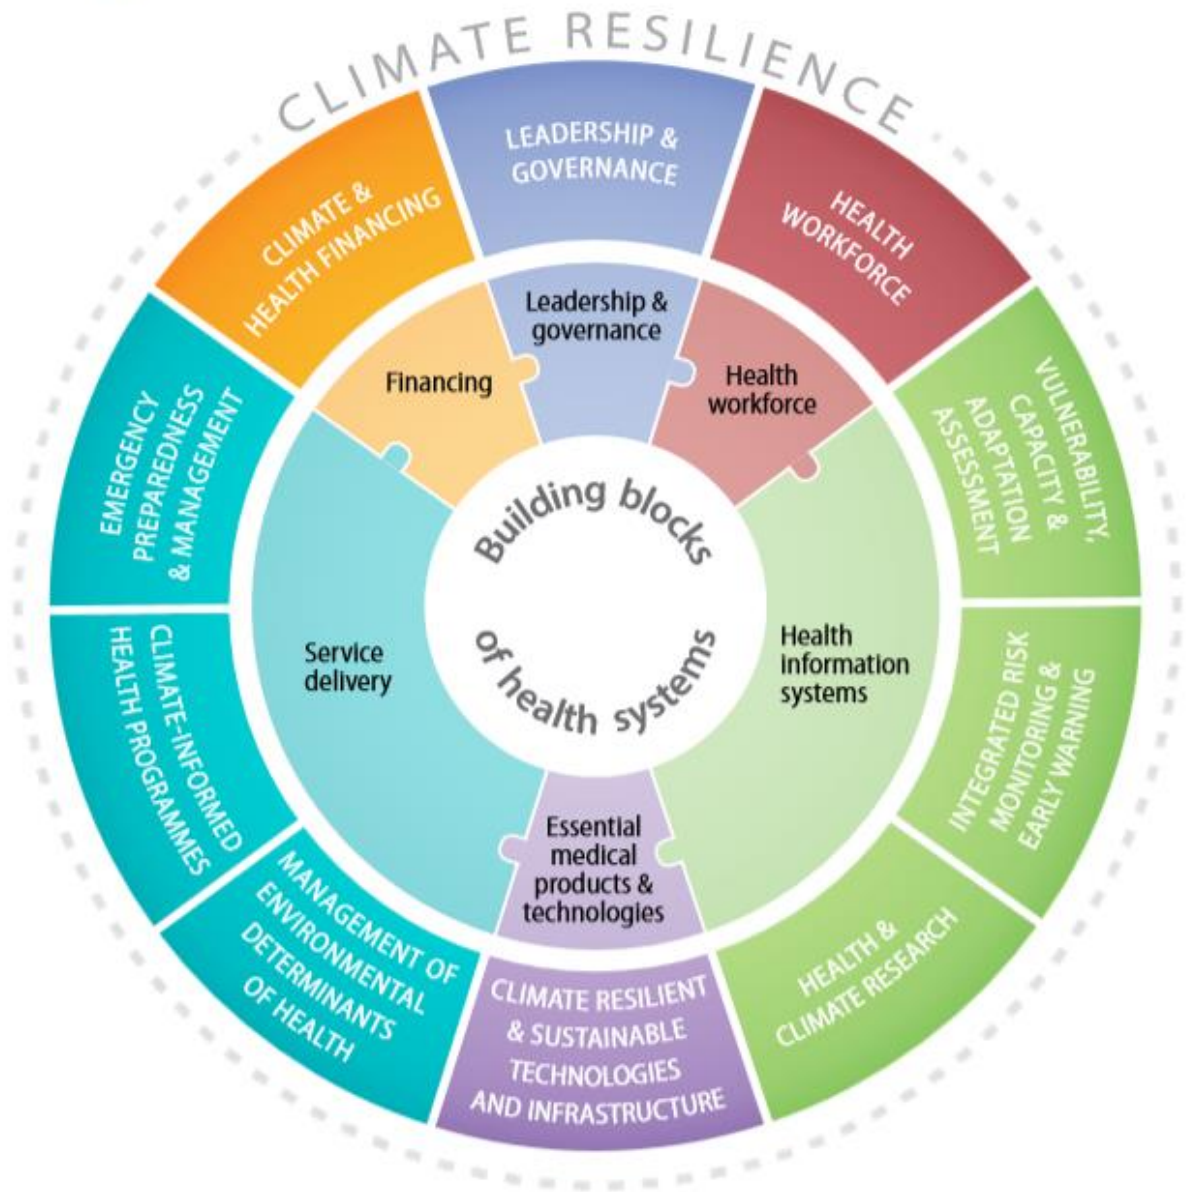 CLIMATE RESILIENCE
LEADERSHIP &
GOVERNANCE
HEALTH
WORKFORCE
VULNERABILITY,
CAPACITY &
ADAPTATION
ASSESSMENT
INTEGRATED RISK
MONITORING &
EARLY WARNING
HEALTH &
CLIMATE RESEARCH
CLIMATE RESILIENT
& SUSTAINABLE
TECHNOLOGIES
AND INFRASTRUCTURE
MANAGEMENT OF
ENVIRONMENTAL
DETERMINANTS
OF HEALTH
CLIMATE-INFORMED
HEALTH PROGRAMMES
EMERGENCY
PREPAREDNESS
& MANAGEMENT
CLIMATE &
HEALTH FINANCING
Leadership &
governance
Health
workforce
Health
information
systems
Essential
medical
products &
technologies
Service
delivery
Financing
Building blocks
of health systems